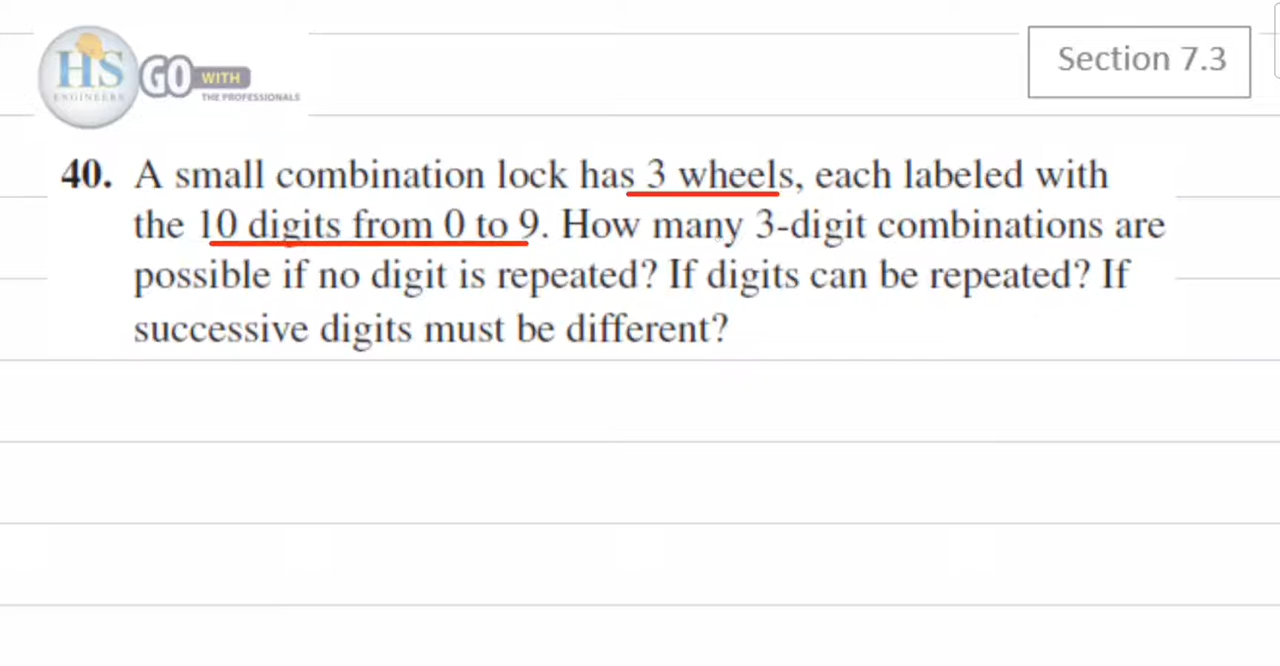 HS
ENGINEERS
GO WITH
THE PROFESSIONALS
Section 7.3
40. A small combination lock has 3 wheels, each labeled with
the 10 digits from 0 to 9. How many 3-digit combinations are
possible if no digit is repeated? If digits can be repeated? If
successive digits must be different?